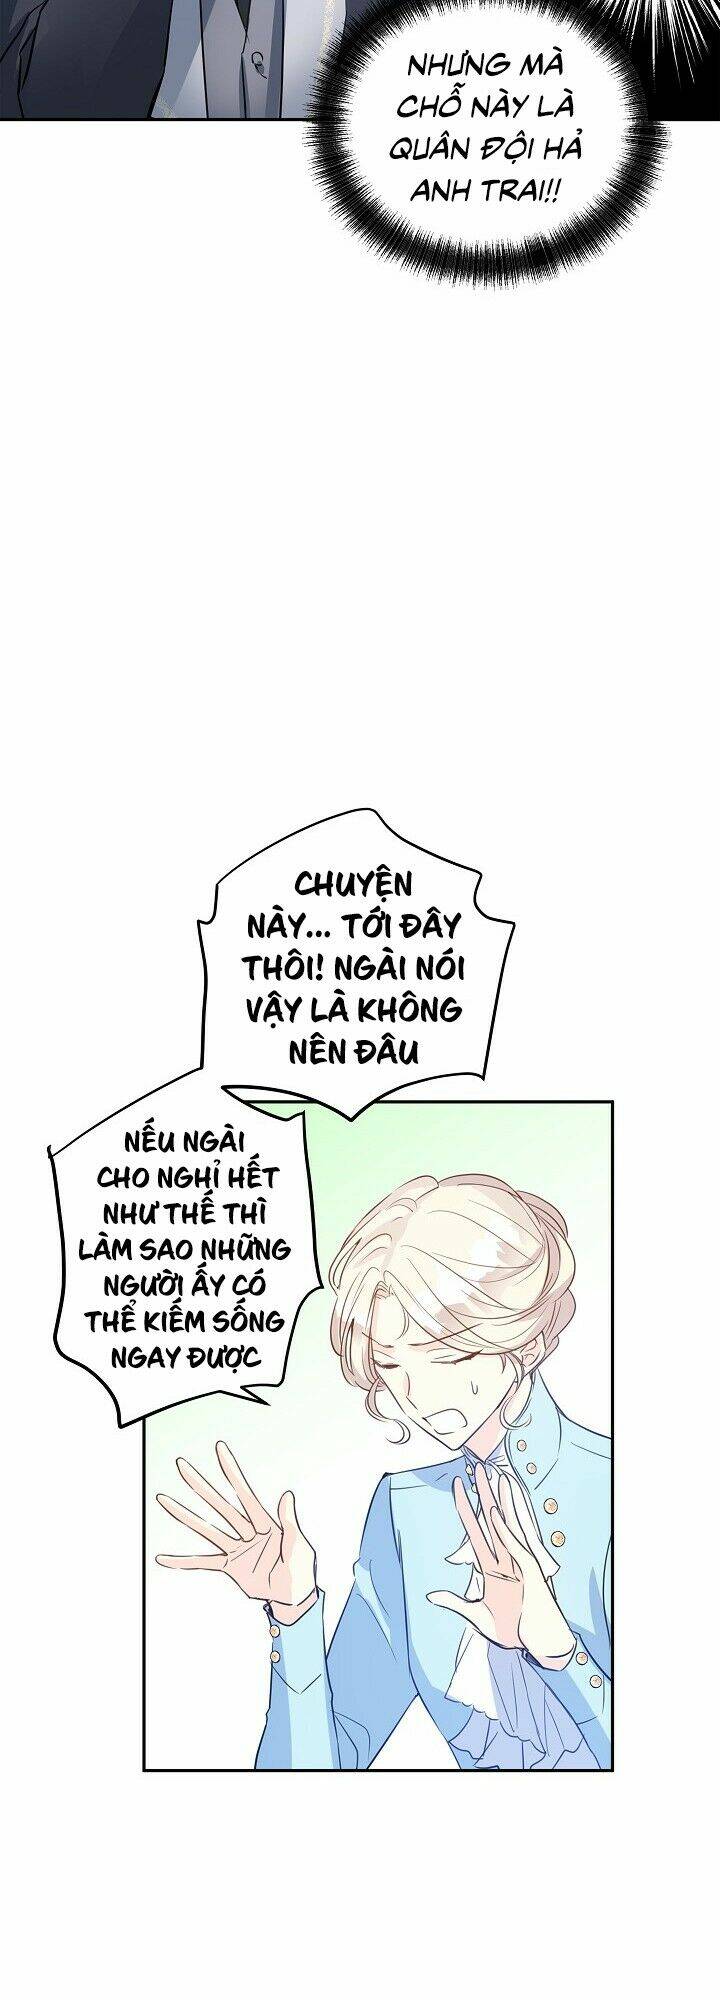 NHƯNG MÀ
CHỖ NÀY LÀ
QUÂN ĐỘI HẢ
ANH TRAI!!
CHUYỆN
NÀY... TỚI ĐÂY
THÔI! NGÀI NÓI
VẬY LÀ KHÔNG
NÊN ĐÂU
NẾU NGÀI
CHO NGHỈ HẾT
NHƯ THẾ THÌ
LÀM SAO NHỮNG
NGƯỜI ẤY CÓ
THỂ KIẾM SỐNG
NGAY ĐƯỢC